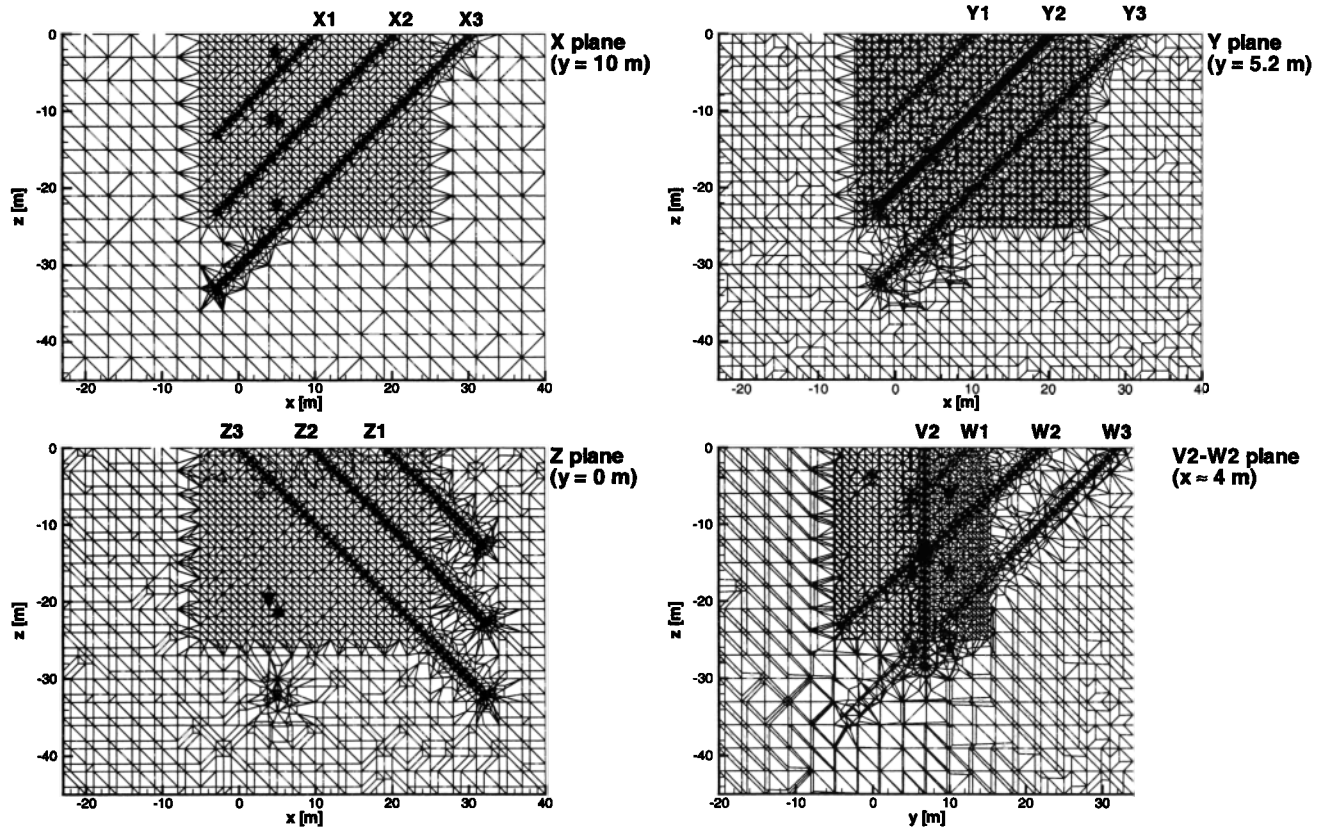 X1 X2 X3
X plane
(y = 10 m)
0
-10
-20
-30
-40
z [m]
-20 -10 0 10 20 30 40
x [m]
Y1 Y2 Y3
Y plane
(y = 5.2 m)
0
-10
-20
-30
-40
z [m]
-20 -10 0 10 20 30 40
x [m]
Z3 Z2 Z1
Z plane
(y = 0 m)
0
-10
-20
-30
-40
z [m]
-20 -10 0 10 20 30 40
x [m]
V2 W1 W2 W3
V2-W2 plane
(x ≈ 4 m)
0
-10
-20
-30
-40
z [m]
-20 -10 0 10 20 30
y [m]